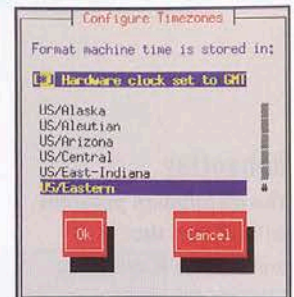 Configure Timezones
Format machine time is stored in:
[*] Hardware clock set to GMT
US/Alaska
US/Aleutian
US/Arizona
US/Central
US/East-Indiana
US/Eastern
Ok
Cancel